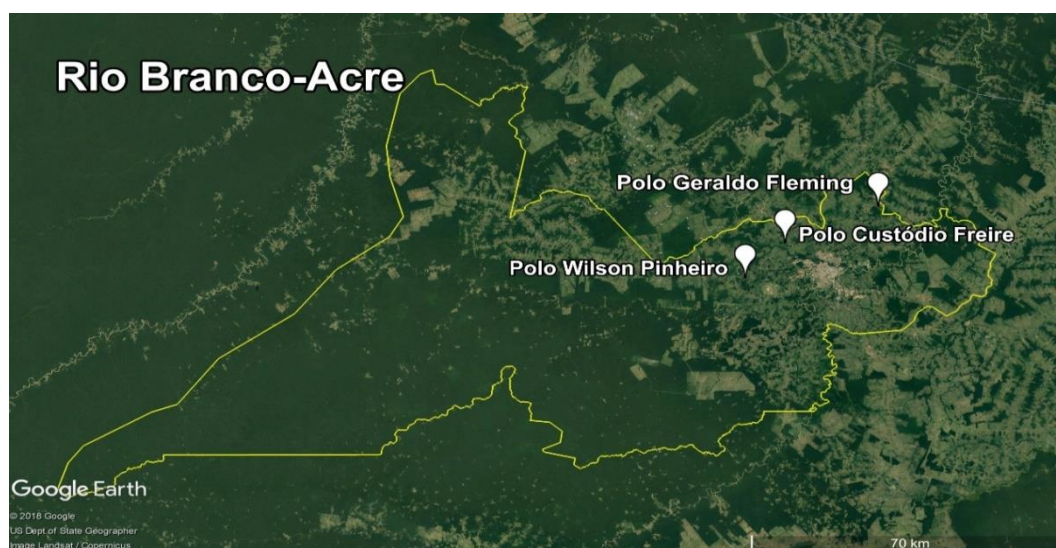 Rio Branco-Acre
Polo Geraldo Fleming
Polo Custódio Freire
Polo Wilson Pinheiro
Google Earth
© 2018 Google
US Dept of State Geographer
Image Landsat / Copernicus
70 km